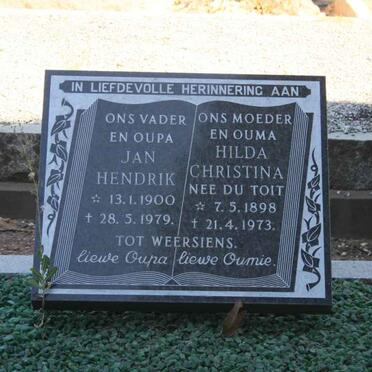 IN LIEFDEVOLLE HERINNERING AAN
ONS VADER
EN OUPA
JAN
HENDRIK
☆ 13.1.1900
✝ 28.5.1979.
ONS MOEDER
EN OUMA
HILDA
CHRISTINA
NEE DU TOIT
☆ 7.5.1898
✝ 21.4.1973.
TOT WEERSIENS.
liewe Oupa liewe Oumie.